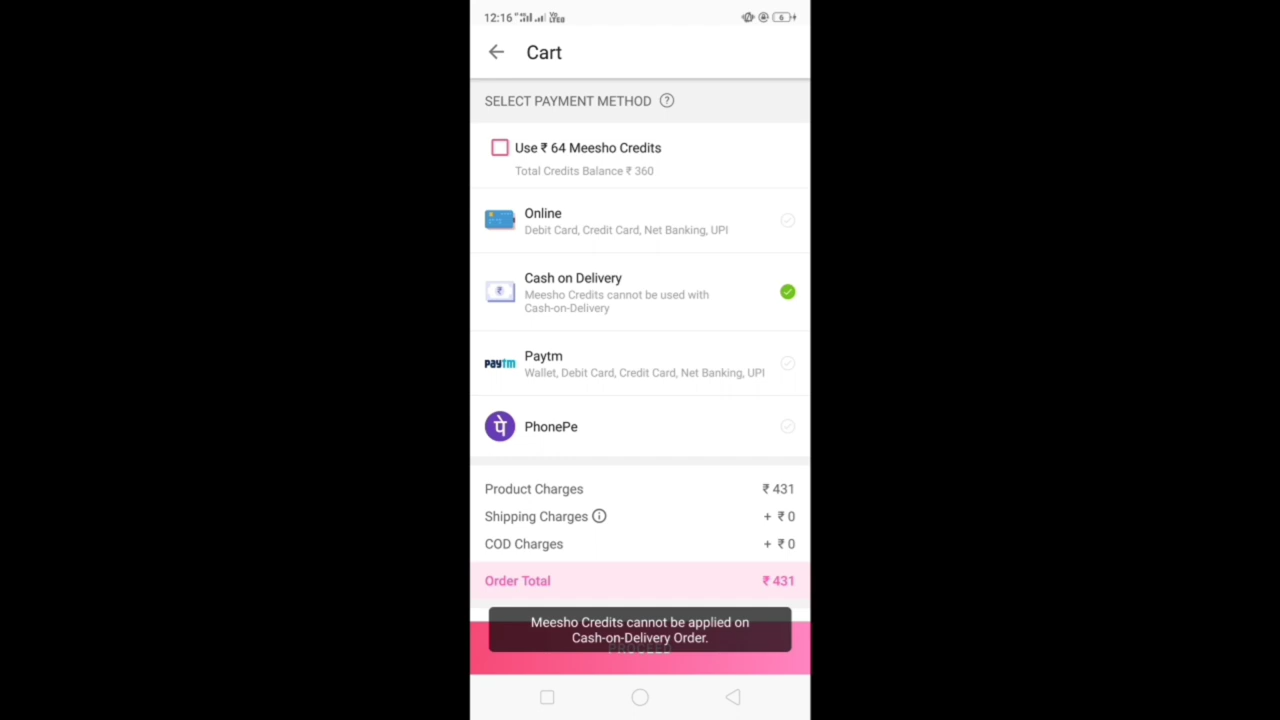 12:16
Cart
SELECT PAYMENT METHOD ?
Use ₹ 64 Meesho Credits
Total Credits Balance ₹ 360
Online
Debit Card, Credit Card, Net Banking, UPI
Cash on Delivery
Meesho Credits cannot be used with
Cash-on-Delivery
paytm Paytm
Wallet, Debit Card, Credit Card, Net Banking, UPI
पे PhonePe
Product Charges ₹ 431
Shipping Charges + ₹ 0
COD Charges + ₹ 0
Order Total ₹ 431
Meesho Credits cannot be applied on
Cash-on-Delivery Order.
PROCEED